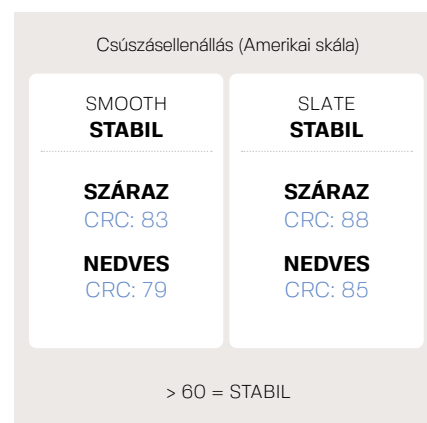 Csúszásellenállás (Amerikai skála)
SMOOTH
STABIL
SZÁRAZ
CRC: 83
NEDVES
CRC: 79
SLATE
STABIL
SZÁRAZ
CRC: 88
NEDVES
CRC: 85
> 60 = STABIL